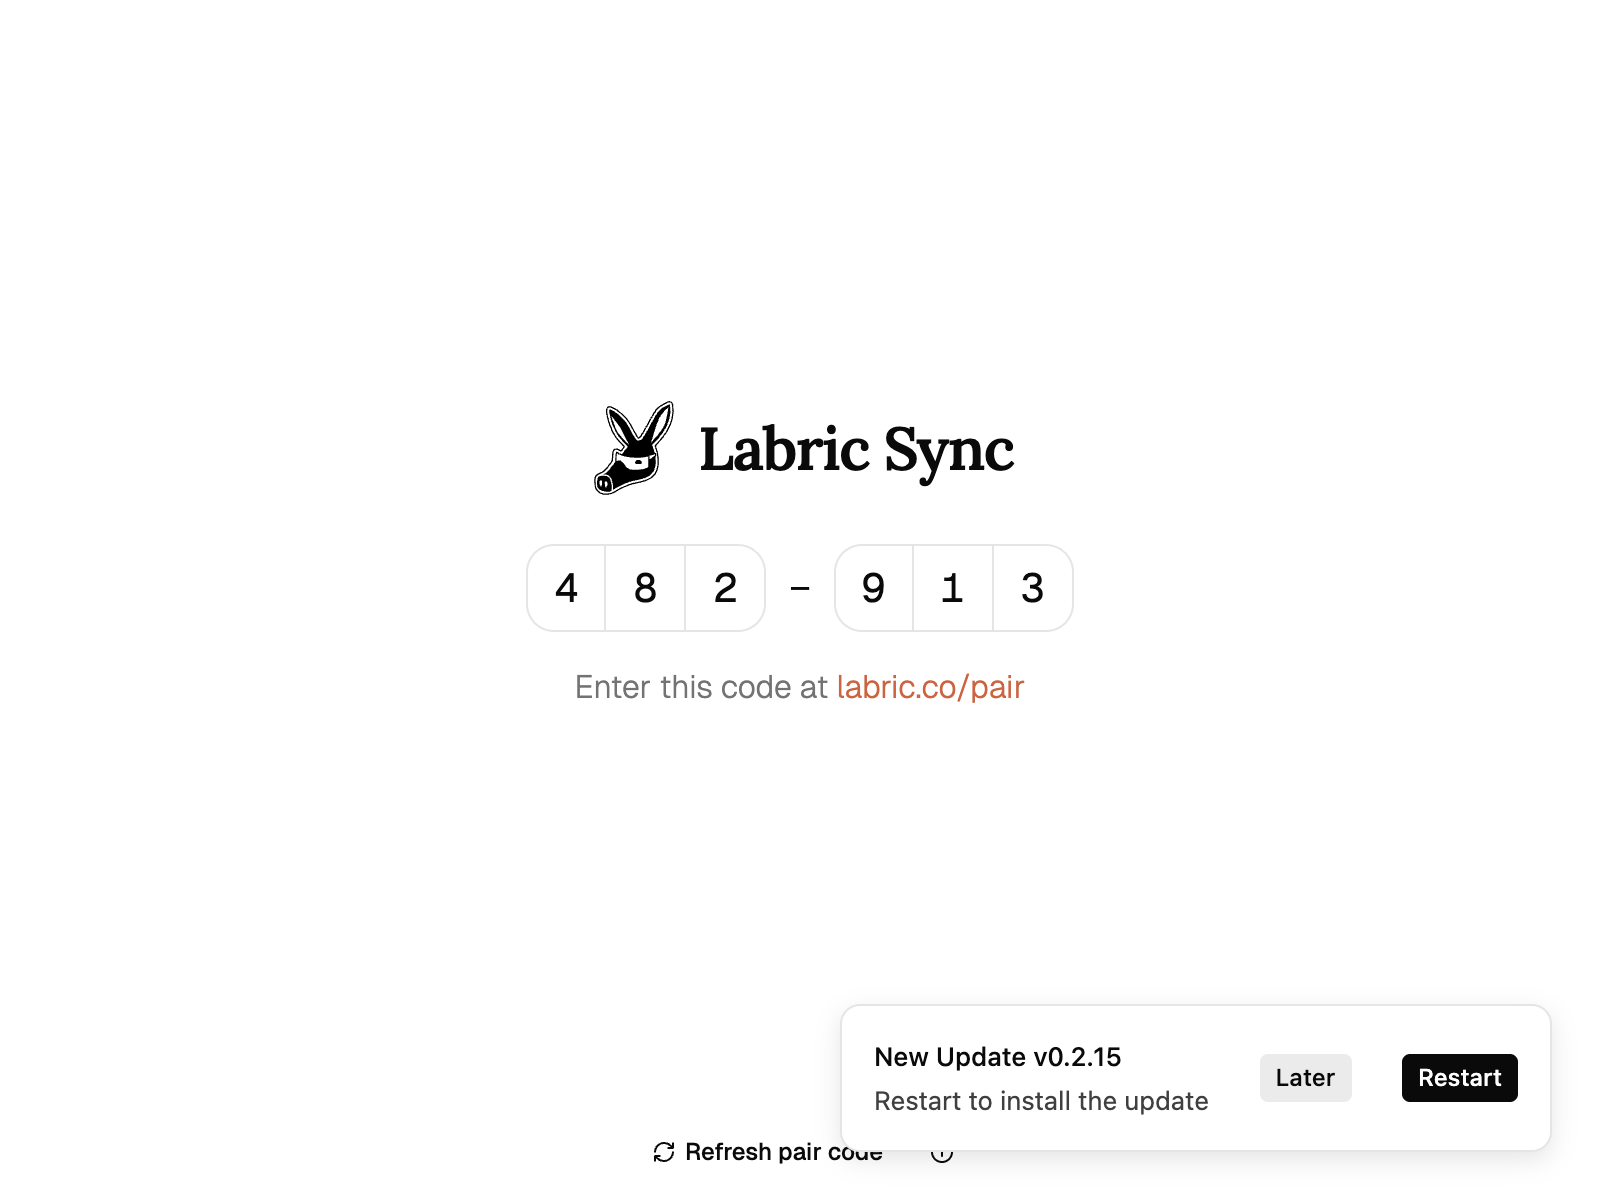 Labric Sync
4 8 2 – 9 1 3
Enter this code at labric.co/pair
New Update v0.2.15
Restart to install the update
Later
Restart
Refresh pair code